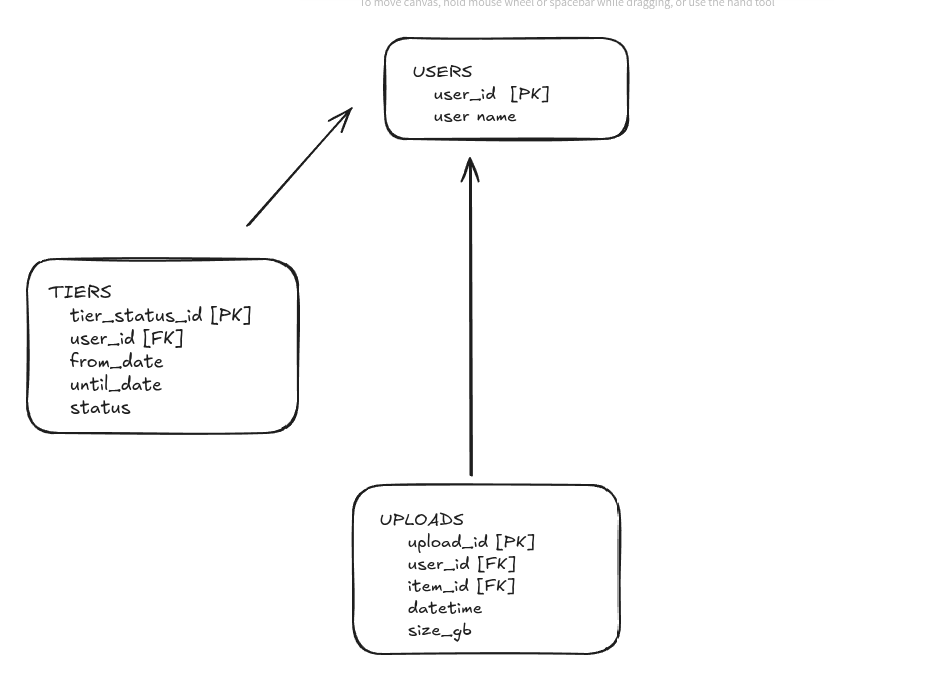 To move canvas, hold mouse wheel or spacebar while dragging, or use the hand tool
USERS
user_id [PK]
user name
TIERS
tier_status_id [PK]
user_id [FK]
from_date
until_date
status
UPLOADS
upload_id [PK]
user_id [FK]
item_id [FK]
datetime
size_gb